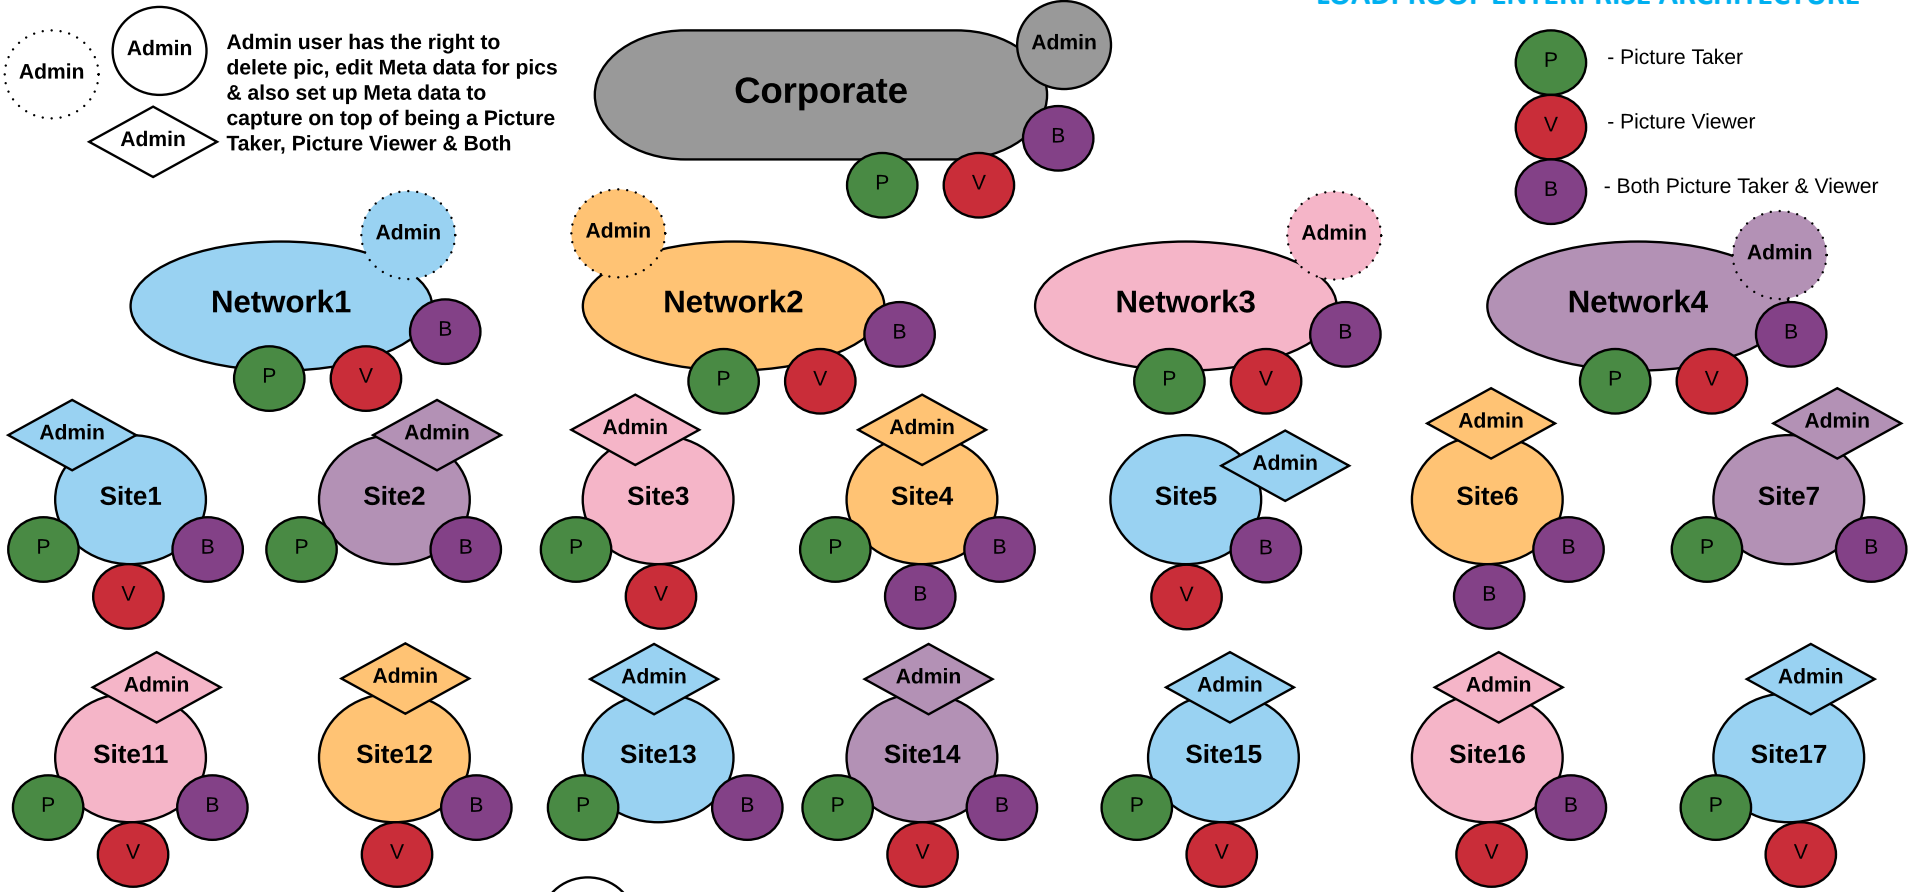 LOADPROOF ENTERPRISE ARCHITECTURE
Admin
Admin
Admin
Admin user has the right to
delete pic, edit Meta data for pics
& also set up Meta data to
capture on top of being a Picture
Taker, Picture Viewer & Both
Corporate
Admin
B
P
V
P
- Picture Taker
V
- Picture Viewer
B
- Both Picture Taker & Viewer
Admin
Network1
B
P
V
Admin
Network2
B
P
V
Admin
Network3
B
P
V
Admin
Network4
B
P
V
Admin
Site1
P
B
V
Admin
Site2
P
B
Admin
Site3
P
V
Admin
Site4
P
B
B
Admin
Site5
B
V
Admin
Site6
B
B
Admin
Site7
P
B
Admin
Site11
P
B
V
Admin
Site12
B
V
Admin
Site13
P
B
Admin
Site14
P
B
V
Admin
Site15
P
V
Admin
Site16
B
V
Admin
Site17
P
V